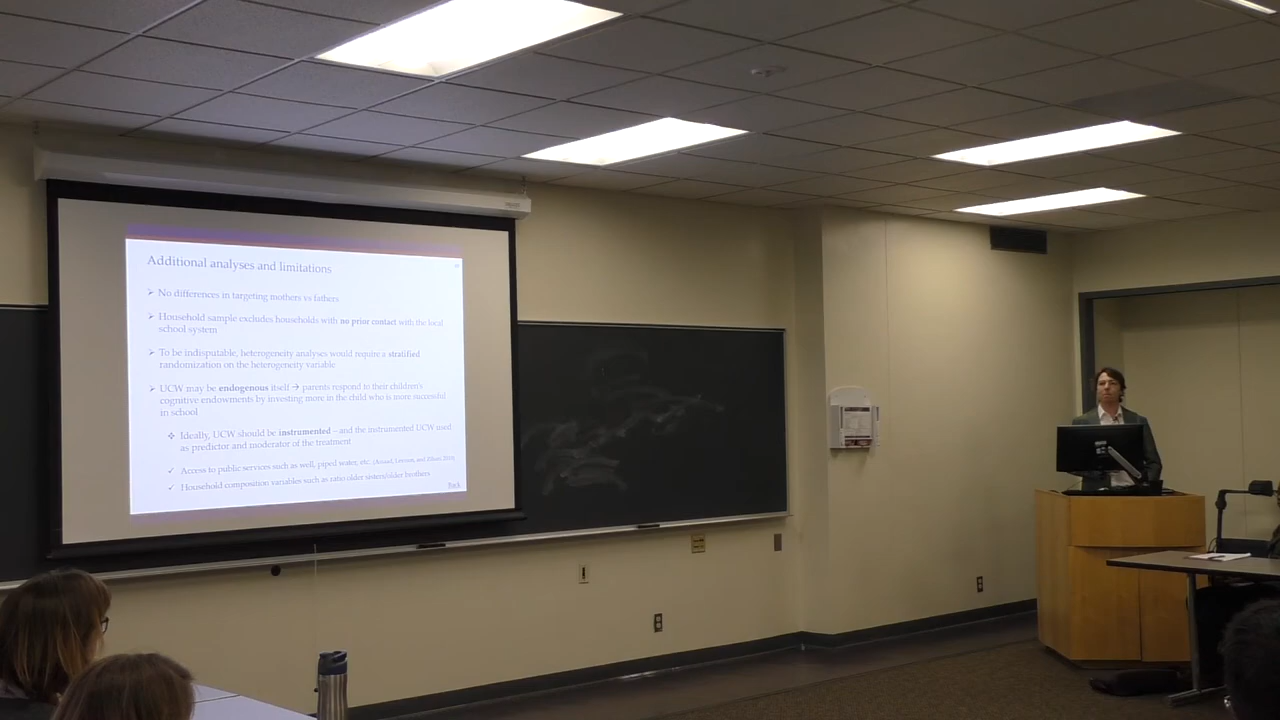 Additional analyses and limitations
➢ No differences in targeting mothers vs fathers
➢ Household sample excludes households with no prior contact with the local
school system
➢ To be indisputable, heterogeneity analyses would require a stratified
randomization on the heterogeneity variable
➢ UCW may be endogenous itself → parents respond to their children's
cognitive endowments by investing more in the child who is more successful
in school
❖ Ideally, UCW should be instrumented – and the instrumented UCW used
as predictor and moderator of the treatment
✓ Access to public services such as well, piped water, etc.
✓ Household composition variables such as ratio older sisters/older brothers
Back